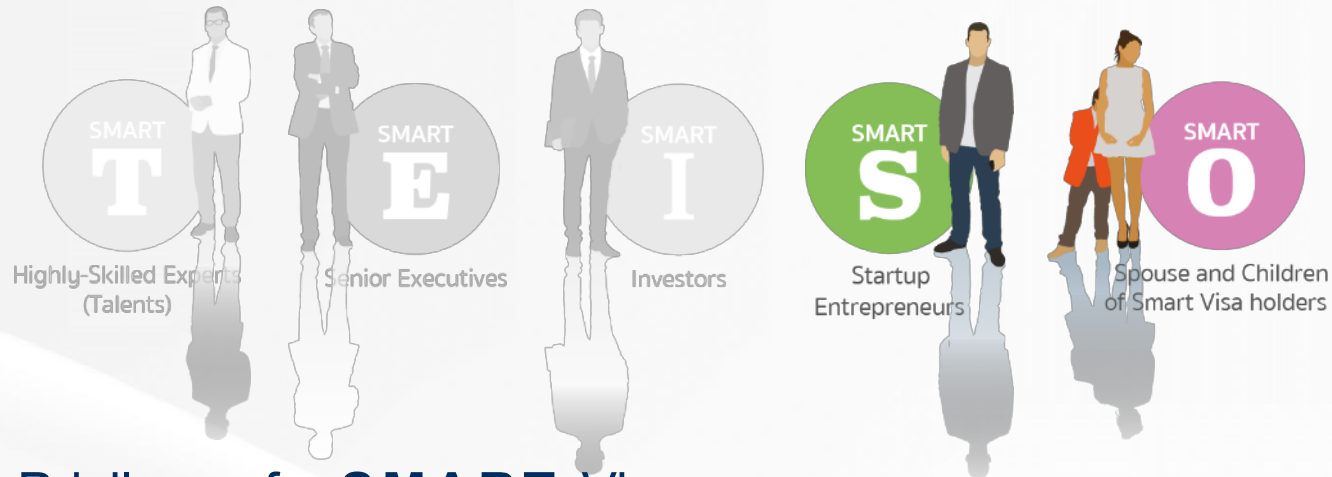 SMART
T
SMART
E
SMART
I
SMART
S
SMART
O
Highly-Skilled Experts
(Talents)
Senior Executives
Investors
Startup
Entrepreneurs
Spouse and Children
of Smart Visa holders
SMART